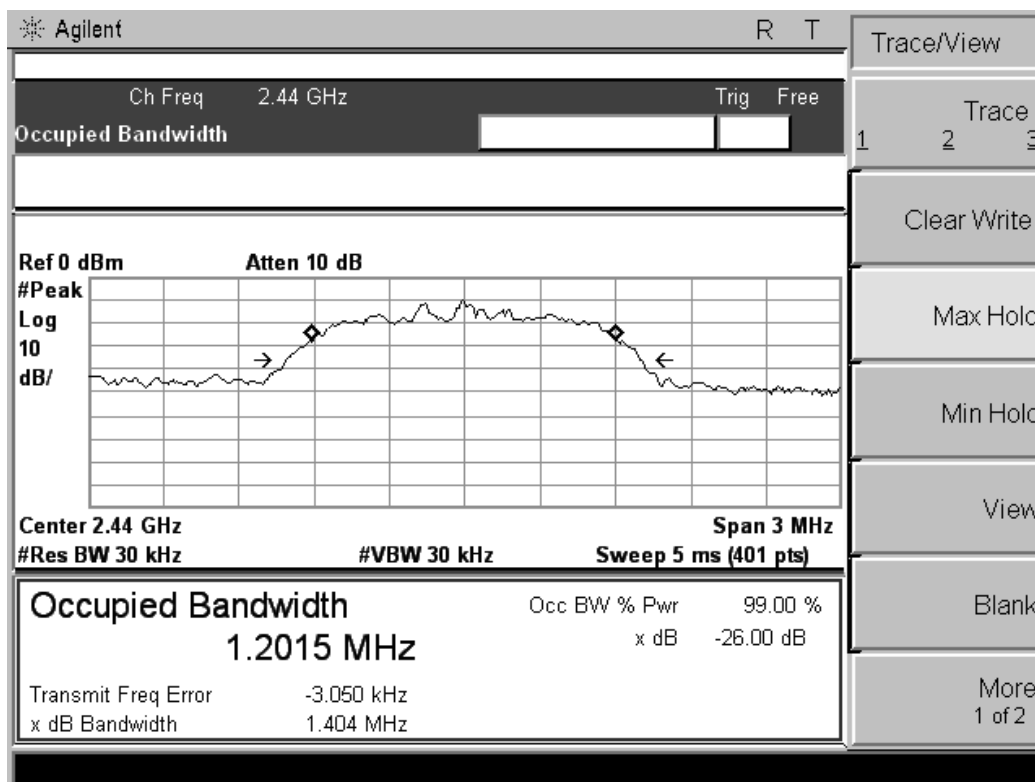 Agilent R T
Ch Freq 2.44 GHz Trig Free
Occupied Bandwidth
Ref 0 dBm Atten 10 dB
#Peak
Log
10
dB/
Center 2.44 GHz Span 3 MHz
#Res BW 30 kHz #VBW 30 kHz Sweep 5 ms (401 pts)
Occupied Bandwidth
1.2015 MHz
Occ BW % Pwr 99.00 %
x dB -26.00 dB
Transmit Freq Error -3.050 kHz
x dB Bandwidth 1.404 MHz
Trace/View
Trace
1 2 3
Clear Write
Max Hold
Min Hold
View
Blank
More
1 of 2